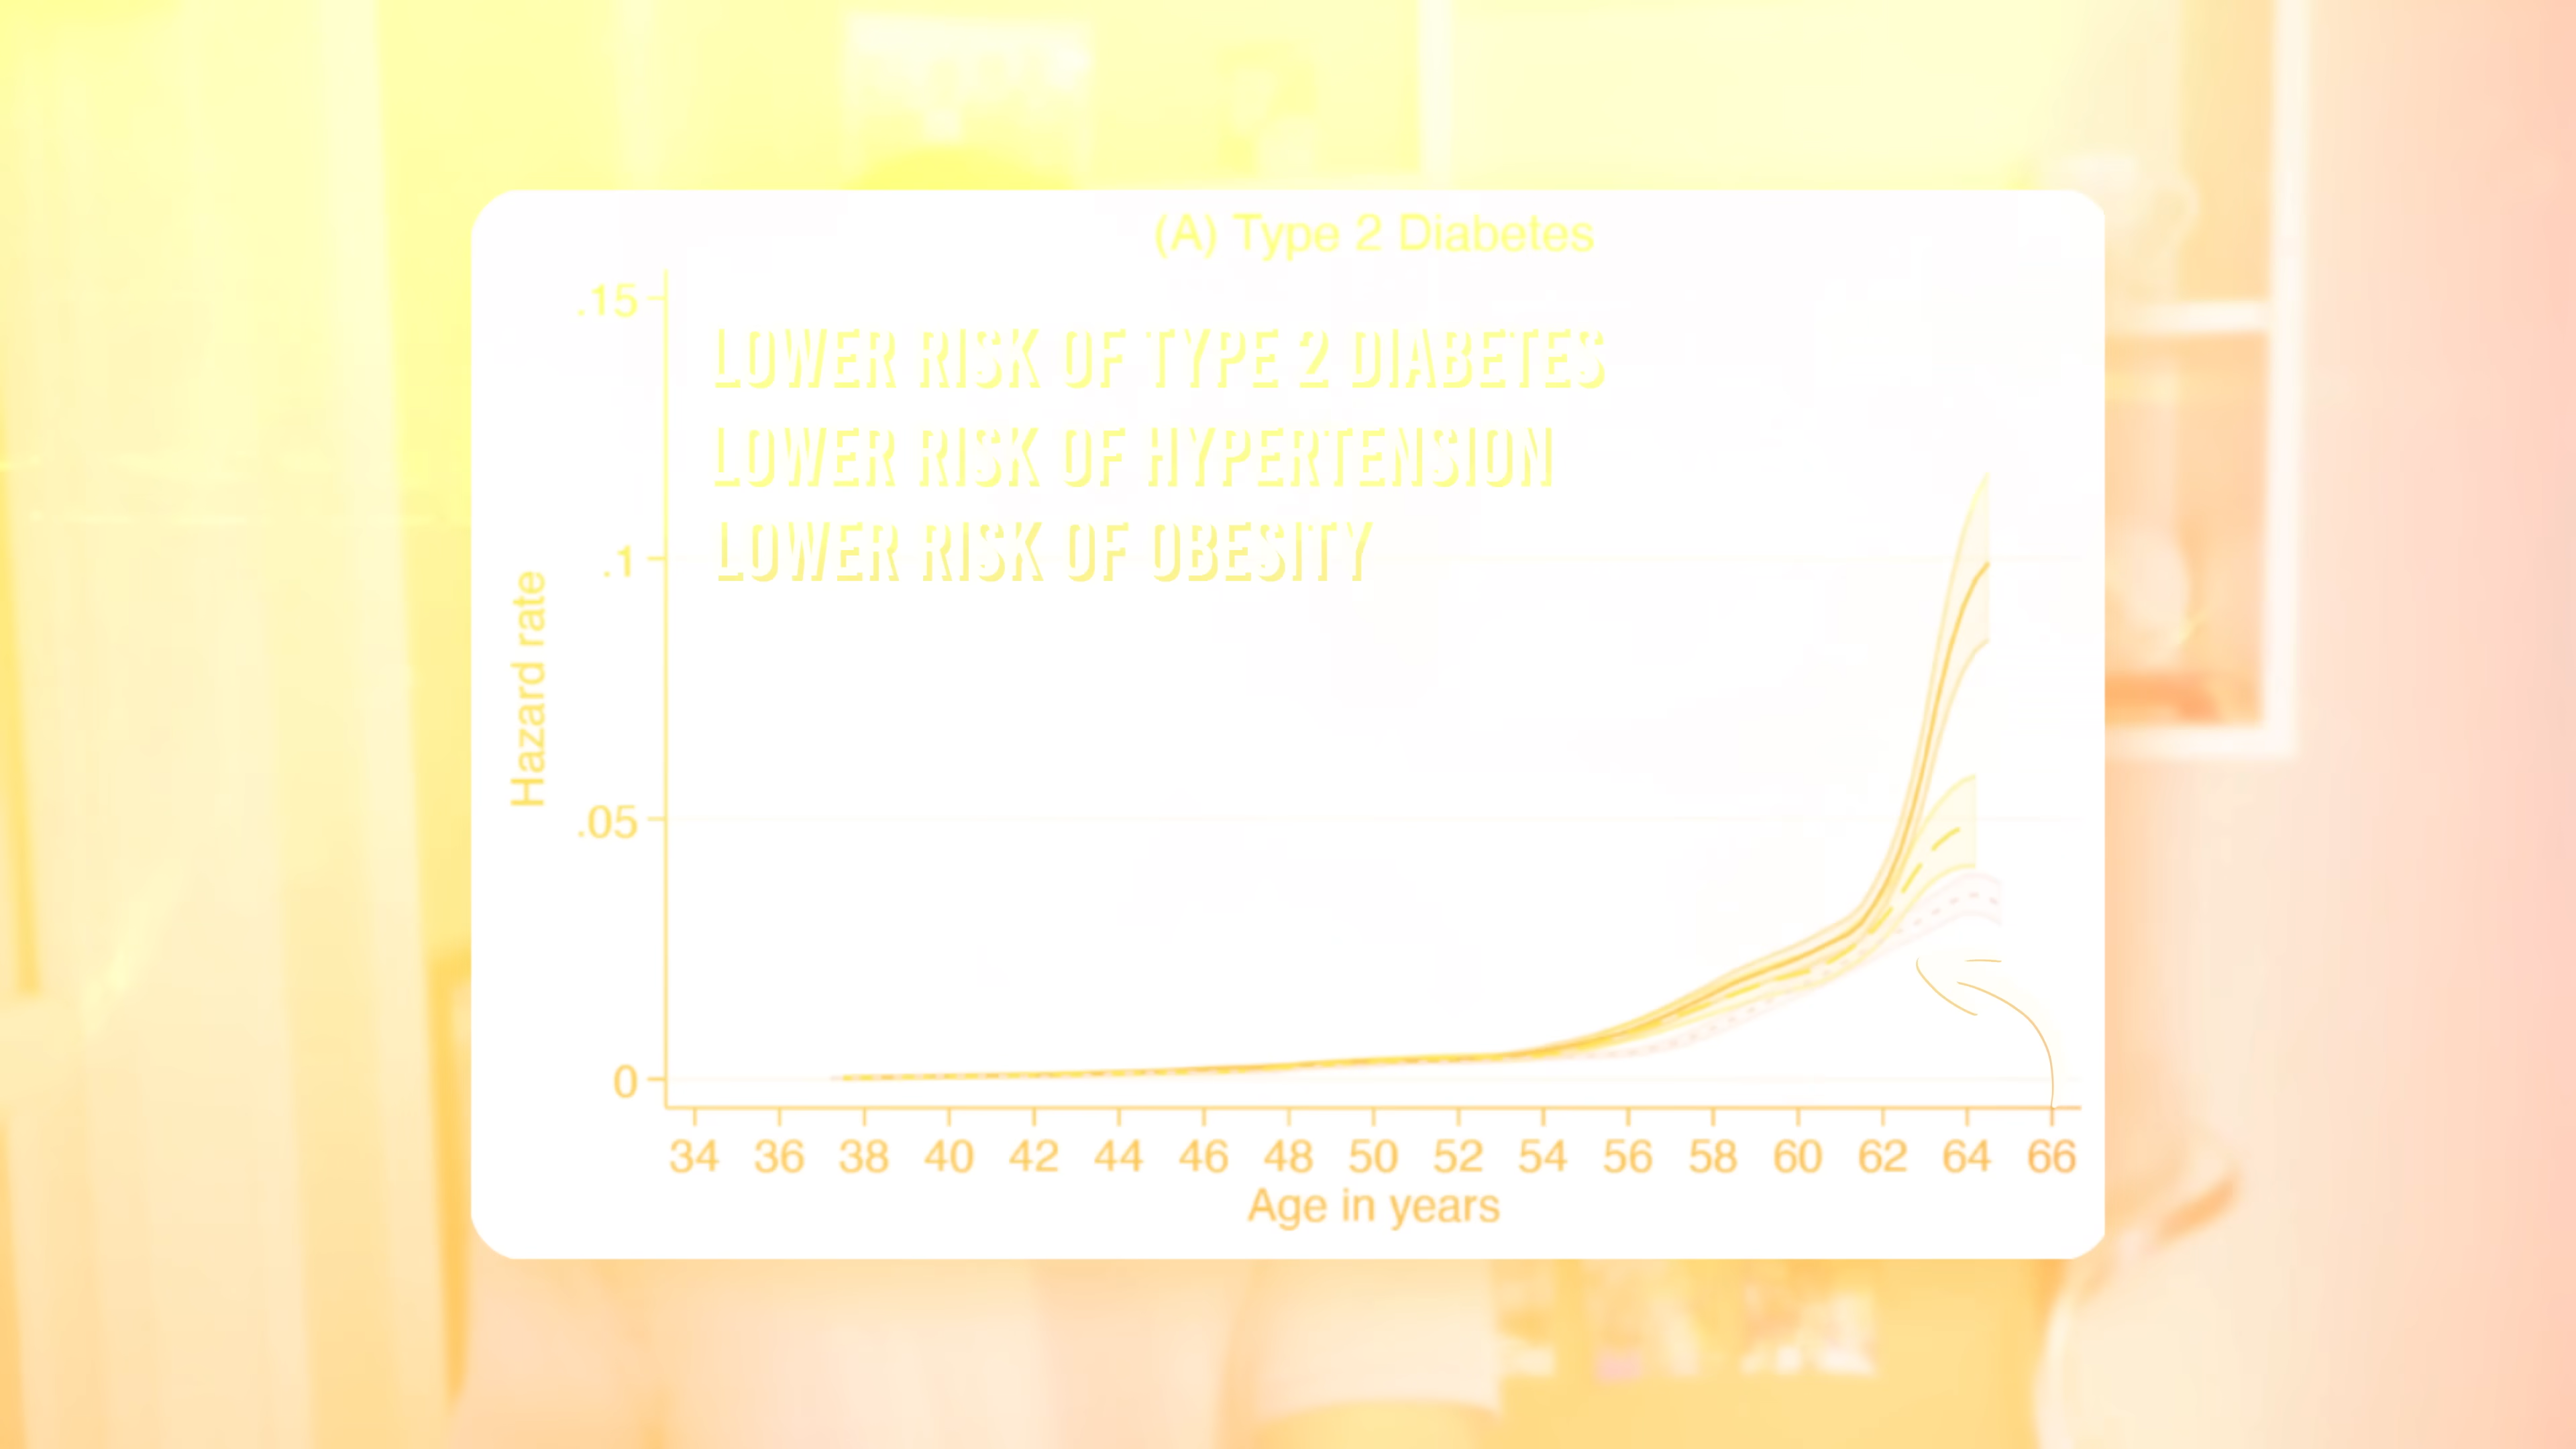 (A) Type 2 Diabetes
.15
LOWER RISK OF TYPE 2 DIABETES
LOWER RISK OF HYPERTENSION
LOWER RISK OF OBESITY
.1
Hazard rate
.05
0
34 36 38 40 42 44 46 48 50 52 54 56 58 60 62 64 66
Age in years